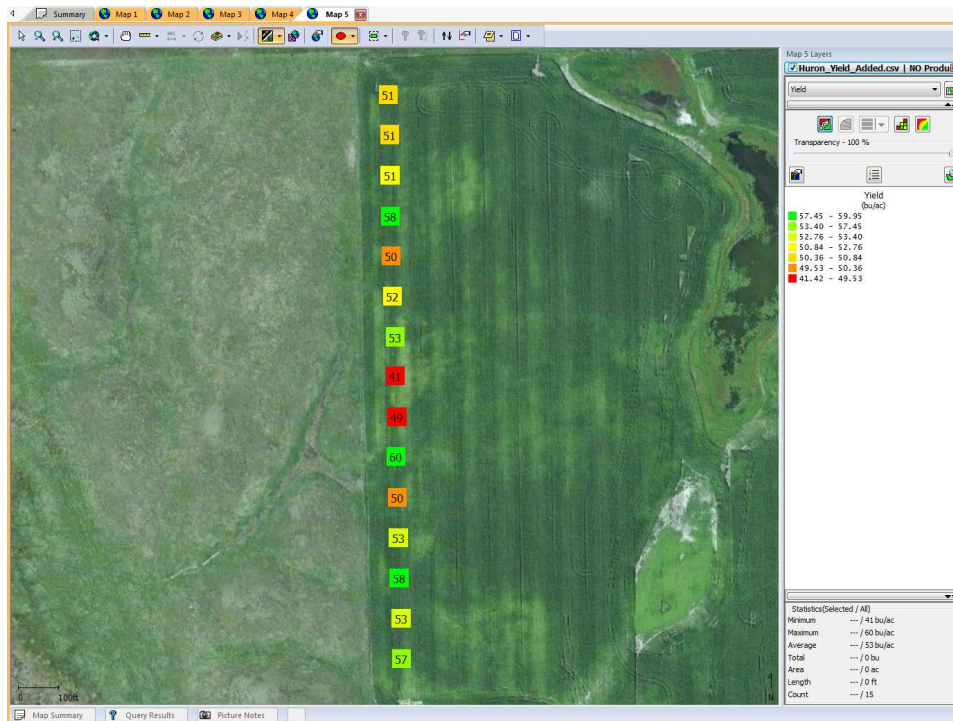 Summary Map 1 Map 2 Map 3 Map 4 Map 5
Map 5 Layers
Huron_Yield_Added.csv | NO Produ
Yield
Transparency - 100 %
Yield
(bu/ac)
57.45 - 59.95
53.40 - 57.45
52.76 - 53.40
50.84 - 52.76
50.36 - 50.84
49.53 - 50.36
41.42 - 49.53
51
51
51
58
50
52
53
41
49
60
50
53
58
53
57
0 100ft
N
Statistics(Selected / All)
Minimum --- / 41 bu/ac
Maximum --- / 60 bu/ac
Average --- / 53 bu/ac
Total --- / 0 bu
Area --- / 0 ac
Length --- / 0 ft
Count --- / 15
Map Summary Query Results Picture Notes